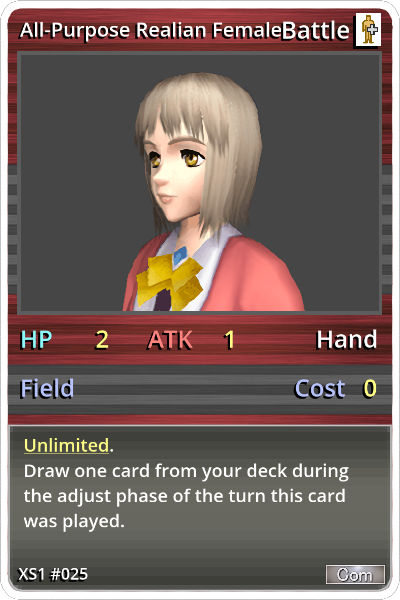 All-Purpose Realian Female Battle
HP 2 ATK 1 Hand
Field Cost 0
Unlimited.
Draw one card from your deck during
the adjust phase of the turn this card
was played.
XS1 #025 Com